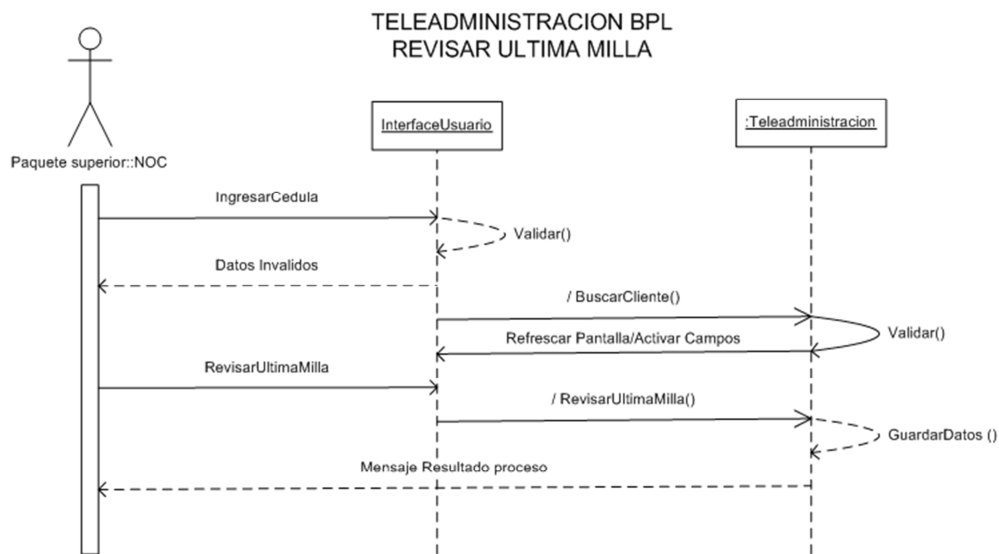 TELEADMINISTRACION BPL
REVISAR ULTIMA MILLA
InterfaceUsuario
:Teleadministracion
Paquete superior::NOC
IngresarCedula
Validar()
Datos Invalidos
/ BuscarCliente()
Validar()
Refrescar Pantalla/Activar Campos
RevisarUltimaMilla
/ RevisarUltimaMilla()
GuardarDatos ()
Mensaje Resultado proceso